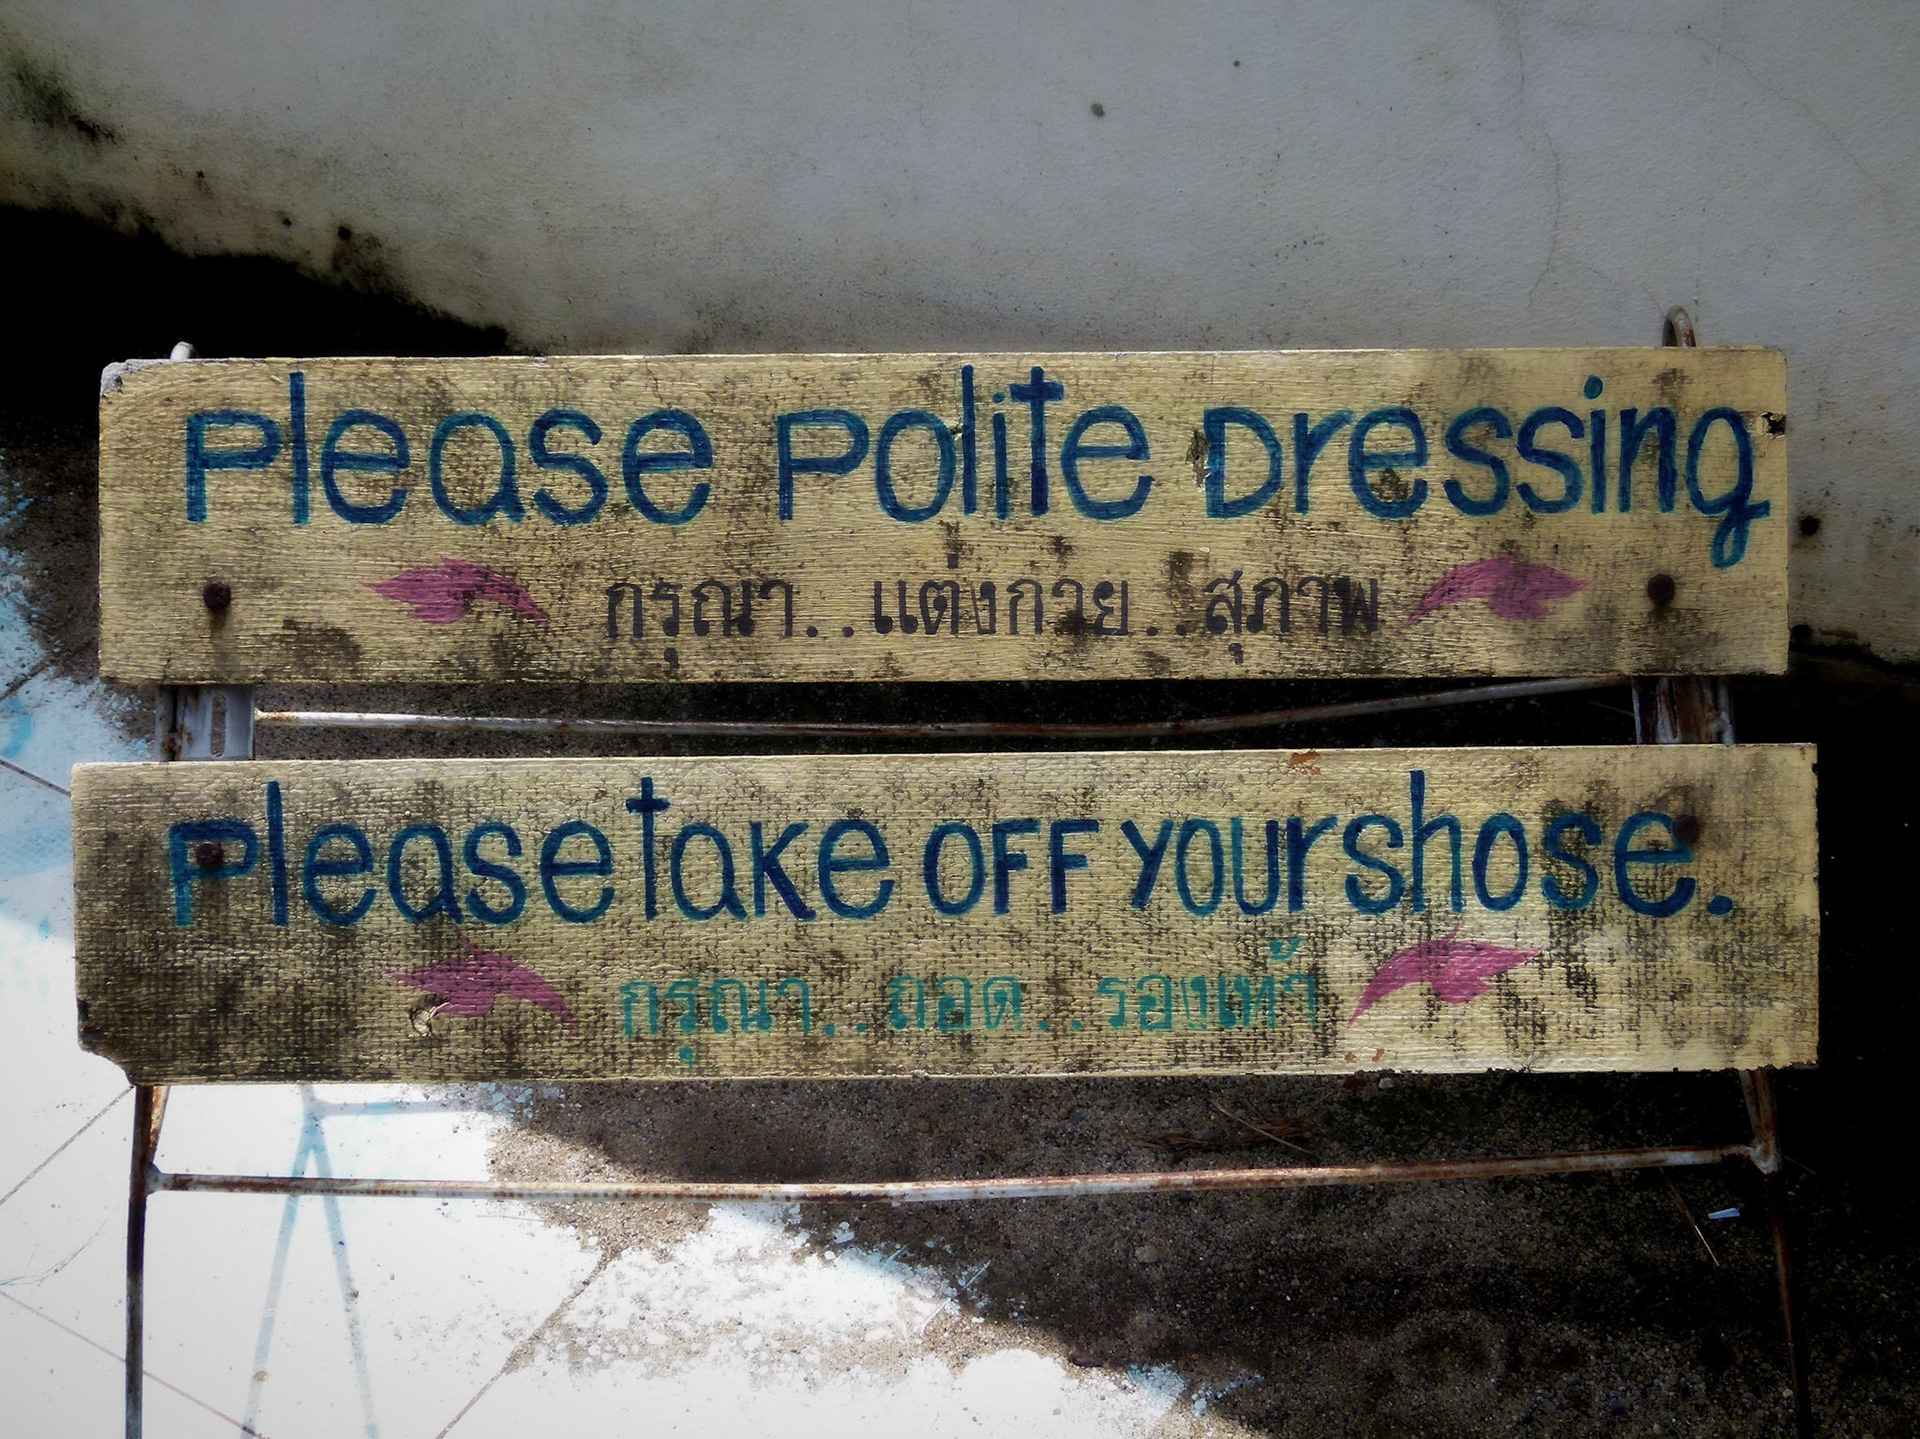 Please Polite Dressing
กรุณา..แต่งกาย..สุภาพ
Please take OFF your shose.
กรุณา..ถอด..รองเท้า